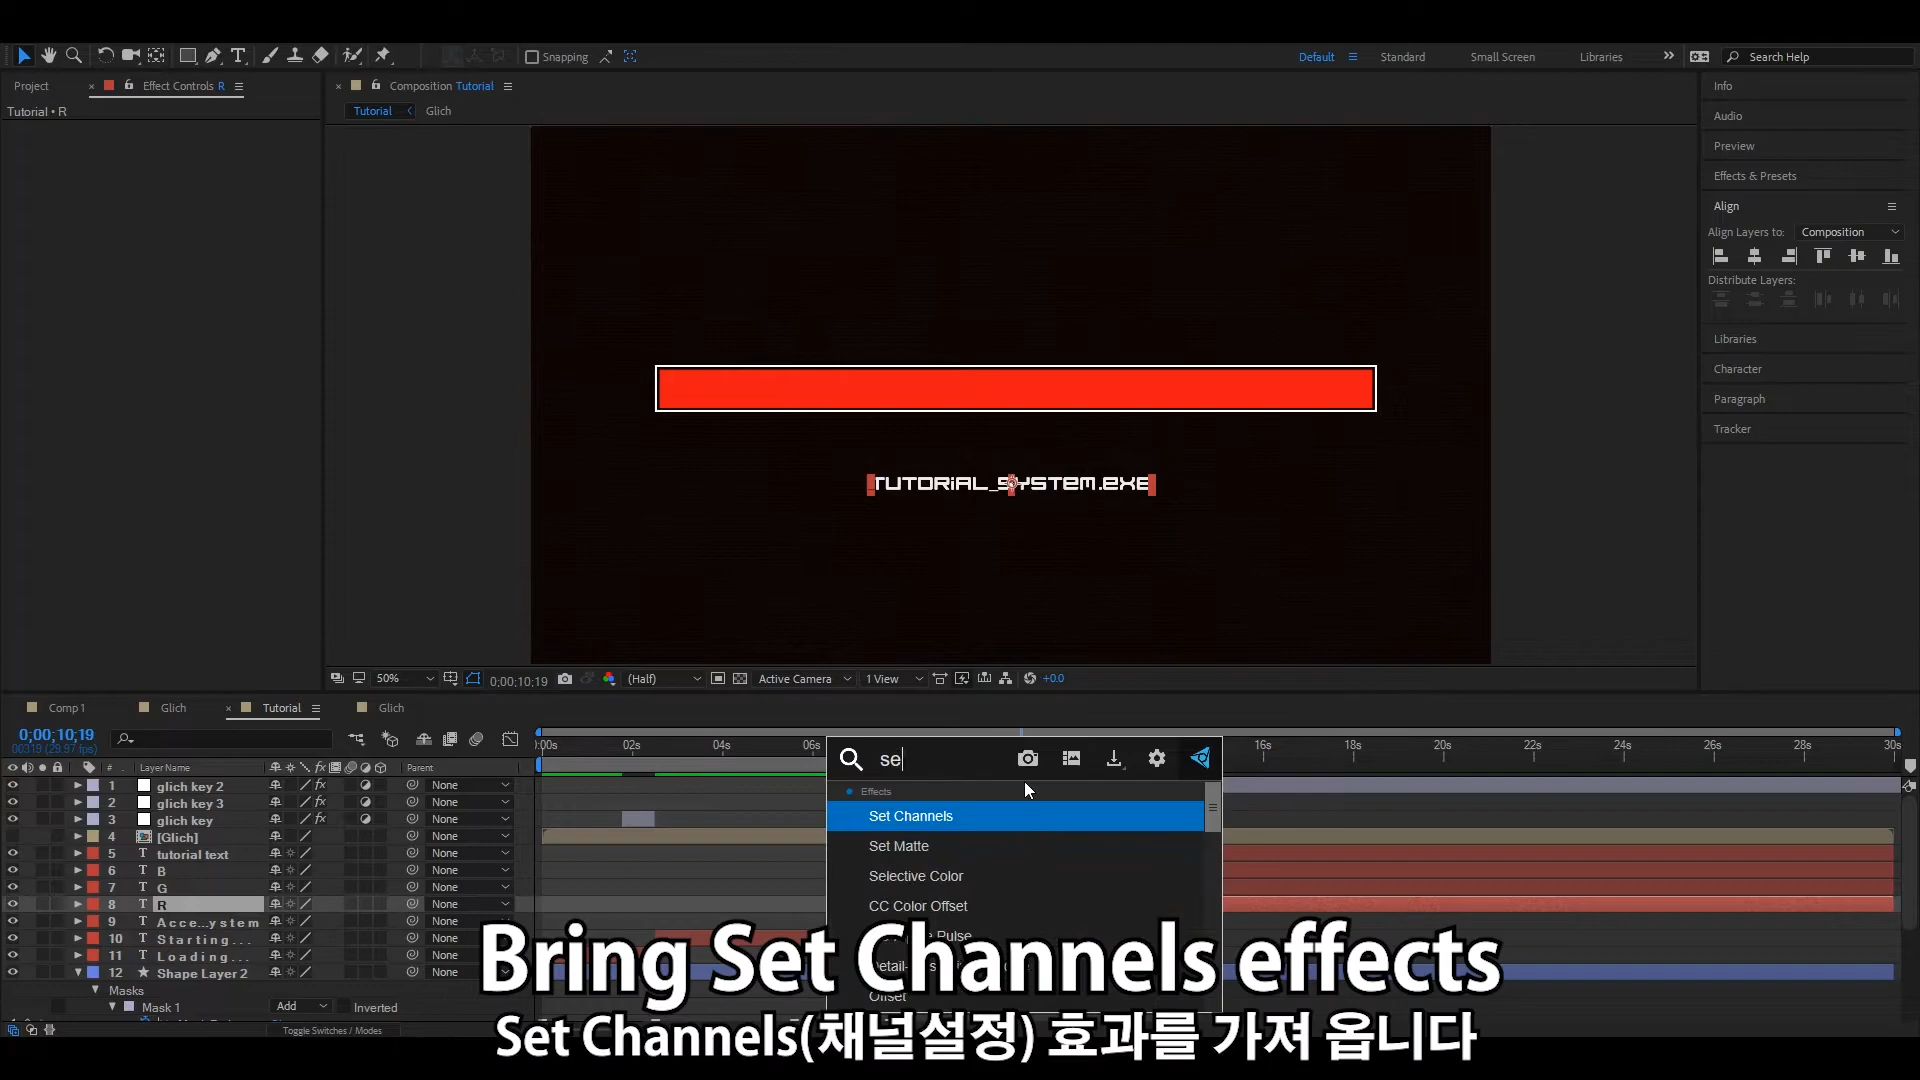 Snapping
Default
Standard
Small Screen
Libraries
Search Help
Project
Effect Controls R
Composition Tutorial
Info
Tutorial • R
Tutorial
Glich
Audio
Preview
Effects & Presets
Align
Align Layers to:
Composition
Distribute Layers:
Libraries
Character
Paragraph
Tracker
TUTORiAL_SYSTEM.EXE
50%
0;00;10;19
(Half)
Active Camera
1 View
+0.0
Comp 1
Glich
Tutorial
Glich
0;00;10;19
00319 (29.97 fps)
:00s
02s
04s
06s
16s
18s
20s
22s
24s
26s
28s
30s
# Layer Name
Parent
se
Effects
Set Channels
Set Matte
Selective Color
CC Color Offset
Offset
1 glich key 2 None
2 glich key 3 None
3 glich key None
4 [Glich] None
5 tutorial text None
6 B None
7 G None
8 R None
9 Acce...ystem None
10 Starting... None
11 Loading... None
12 Shape Layer 2 None
Masks
Mask 1
Add
Inverted
Toggle Switches / Modes
Bring Set Channels effects
Set Channels(채널설정) 효과를 가져 옵니다